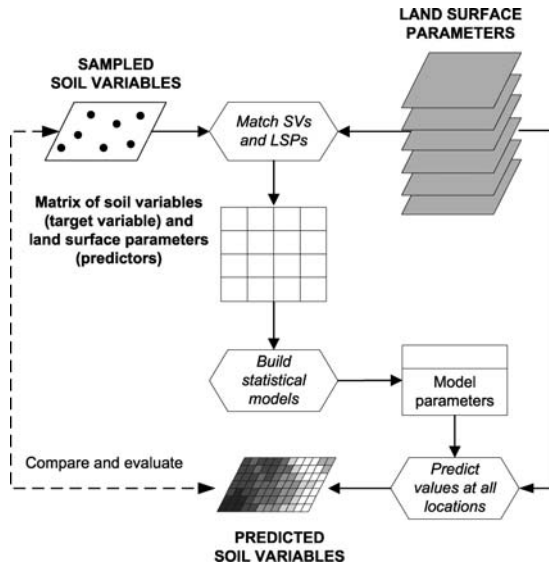 LAND SURFACE
PARAMETERS
SAMPLED
SOIL VARIABLES
Match SVs
and LSPs
Matrix of soil variables
(target variable) and
land surface parameters
(predictors)
Build
statistical
models
Model
parameters
Compare and evaluate
Predict
values at all
locations
PREDICTED
SOIL VARIABLES